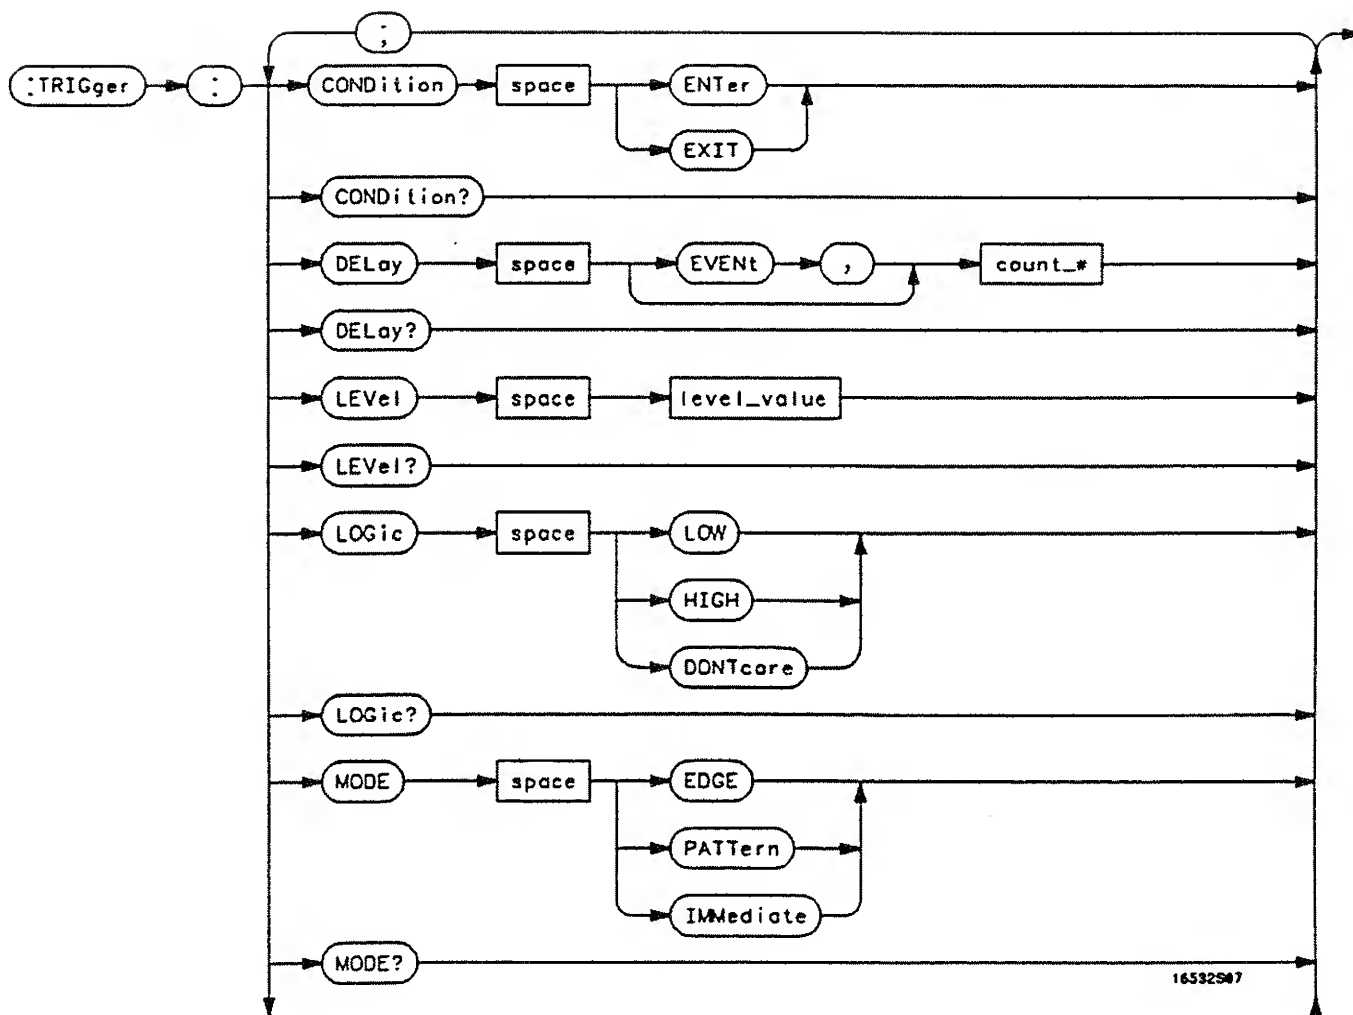 ;
:TRIGger : CONDition space ENTer
EXIT
CONDition?
DELay space EVENt , count_#
DELay?
LEVel space level_value
LEVel?
LOGic space LOW
HIGH
DONTcare
LOGic?
MODE space EDGE
PATTern
IMMediate
MODE?
16532S07